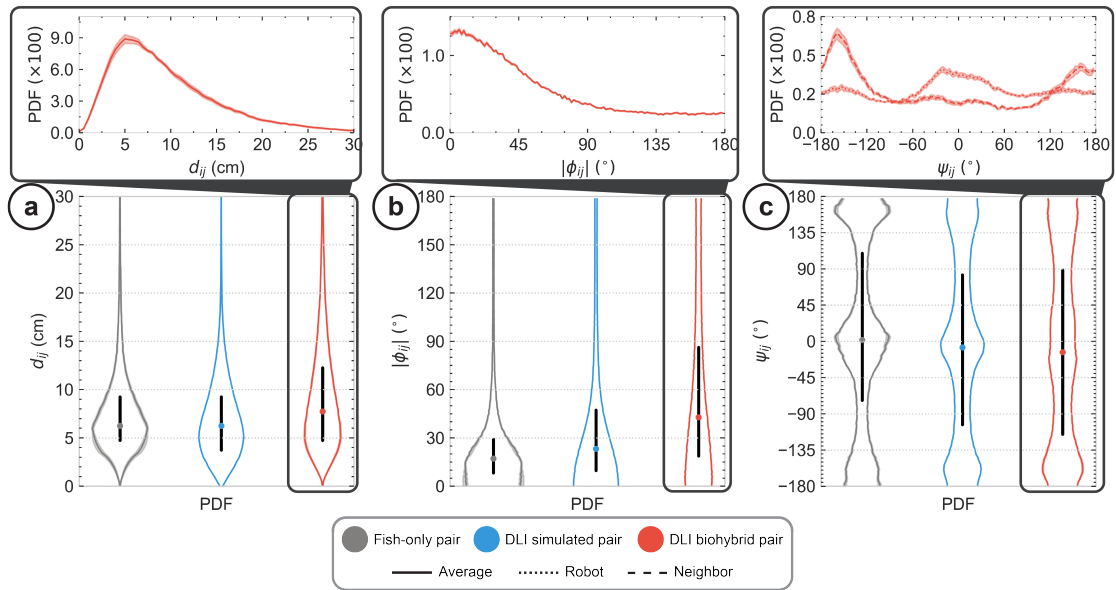 PDF (×100)
9.0
6.0
3.0
0.0
0 5 10 15 20 25 30
d_ij (cm)
PDF (×100)
1.0
0.0
0 45 90 135 180
|ϕ_ij| (°)
PDF (×100)
0.8
0.5
0.2
0.0
−180 −120 −60 0 60 120 180
ψ_ij (°)
a
d_ij (cm)
30
25
20
15
10
5
0
PDF
b
|ϕ_ij| (°)
180
150
120
90
60
30
0
PDF
c
ψ_ij (°)
180
135
90
45
0
−45
−90
−135
−180
PDF
Fish-only pair DLI simulated pair DLI biohybrid pair
Average Robot Neighbor